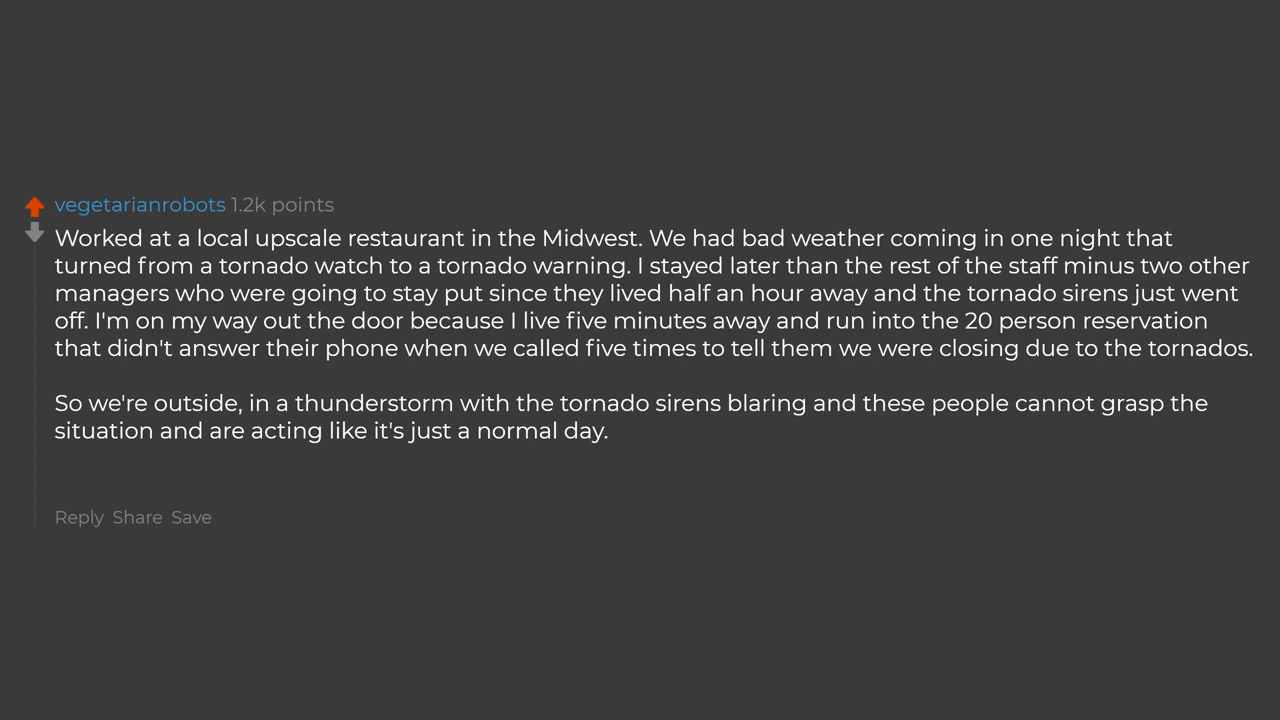 vegetarianrobots 1.2k points
Worked at a local upscale restaurant in the Midwest. We had bad weather coming in one night that
turned from a tornado watch to a tornado warning. I stayed later than the rest of the staff minus two other
managers who were going to stay put since they lived half an hour away and the tornado sirens just went
off. I'm on my way out the door because I live five minutes away and run into the 20 person reservation
that didn't answer their phone when we called five times to tell them we were closing due to the tornados.
So we're outside, in a thunderstorm with the tornado sirens blaring and these people cannot grasp the
situation and are acting like it's just a normal day.
Reply Share Save